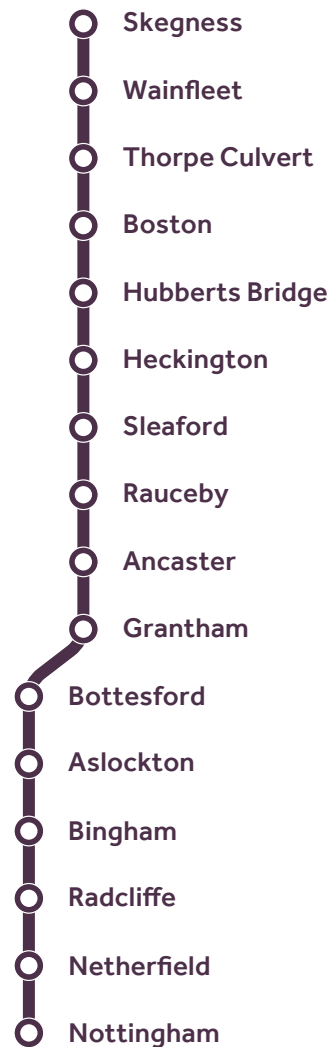 Skegness
Wainfleet
Thorpe Culvert
Boston
Hubberts Bridge
Heckington
Sleaford
Rauceby
Ancaster
Grantham
Bottesford
Aslockton
Bingham
Radcliffe
Netherfield
Nottingham